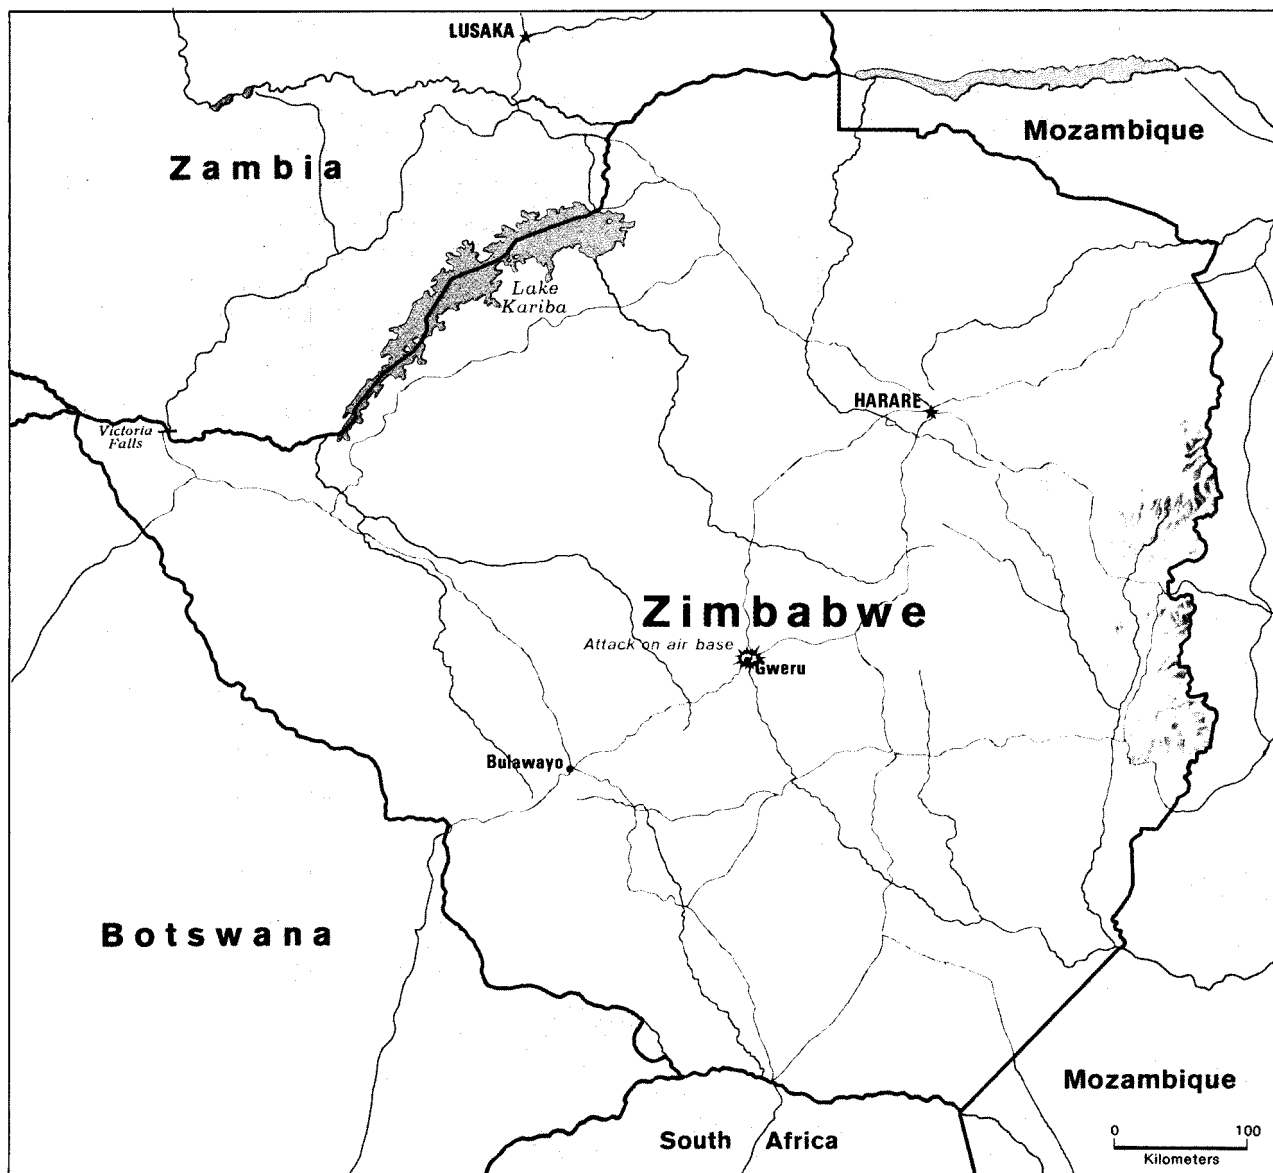 LUSAKA
Mozambique
Zambia
Lake
Kariba
HARARE
Victoria
Falls
Zimbabwe
Attack on air base
Gweru
Bulawayo
Botswana
Mozambique
South Africa
0 100
Kilometers